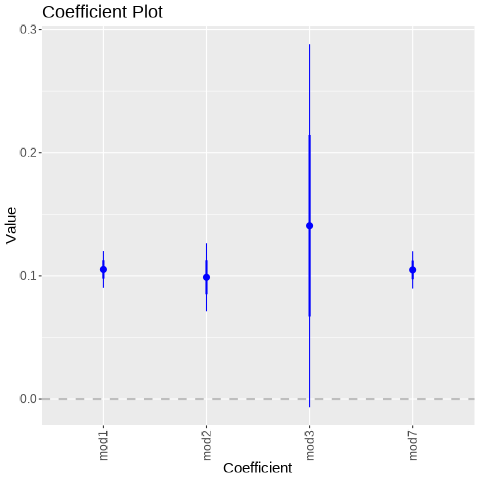 Coefficient Plot
0.3
0.2
0.1
0.0
Value
mod1
mod2
mod3
mod7
Coefficient